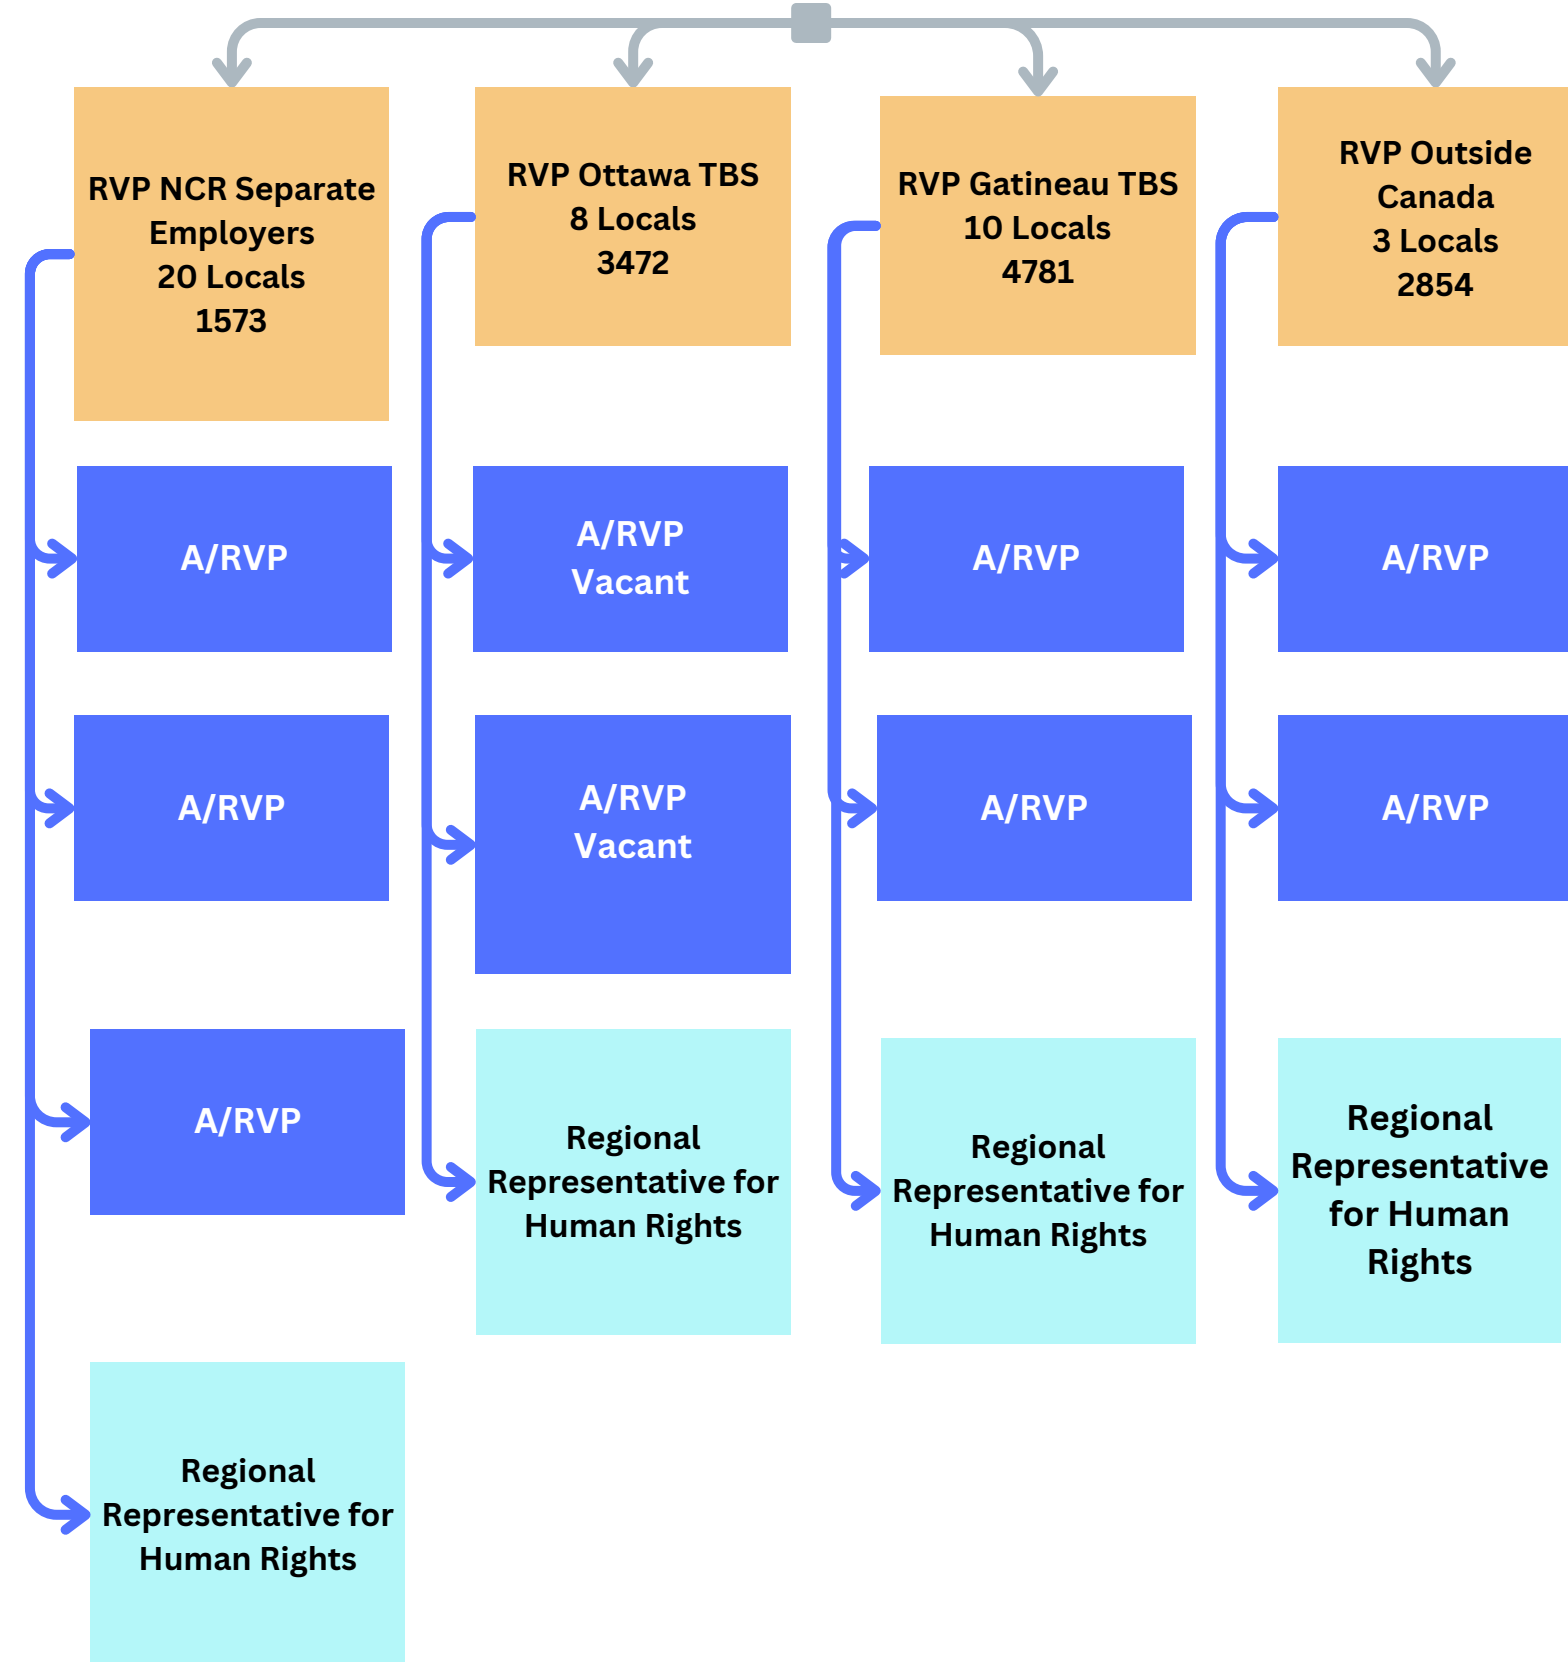 RVP NCR Separate
Employers
20 Locals
1573
RVP Ottawa TBS
8 Locals
3472
RVP Gatineau TBS
10 Locals
4781
RVP Outside
Canada
3 Locals
2854
A/RVP
A/RVP
Vacant
A/RVP
A/RVP
A/RVP
A/RVP
Vacant
A/RVP
A/RVP
A/RVP
Regional
Representative for
Human Rights
Regional
Representative for
Human Rights
Regional
Representative
for Human
Rights
Regional
Representative for
Human Rights